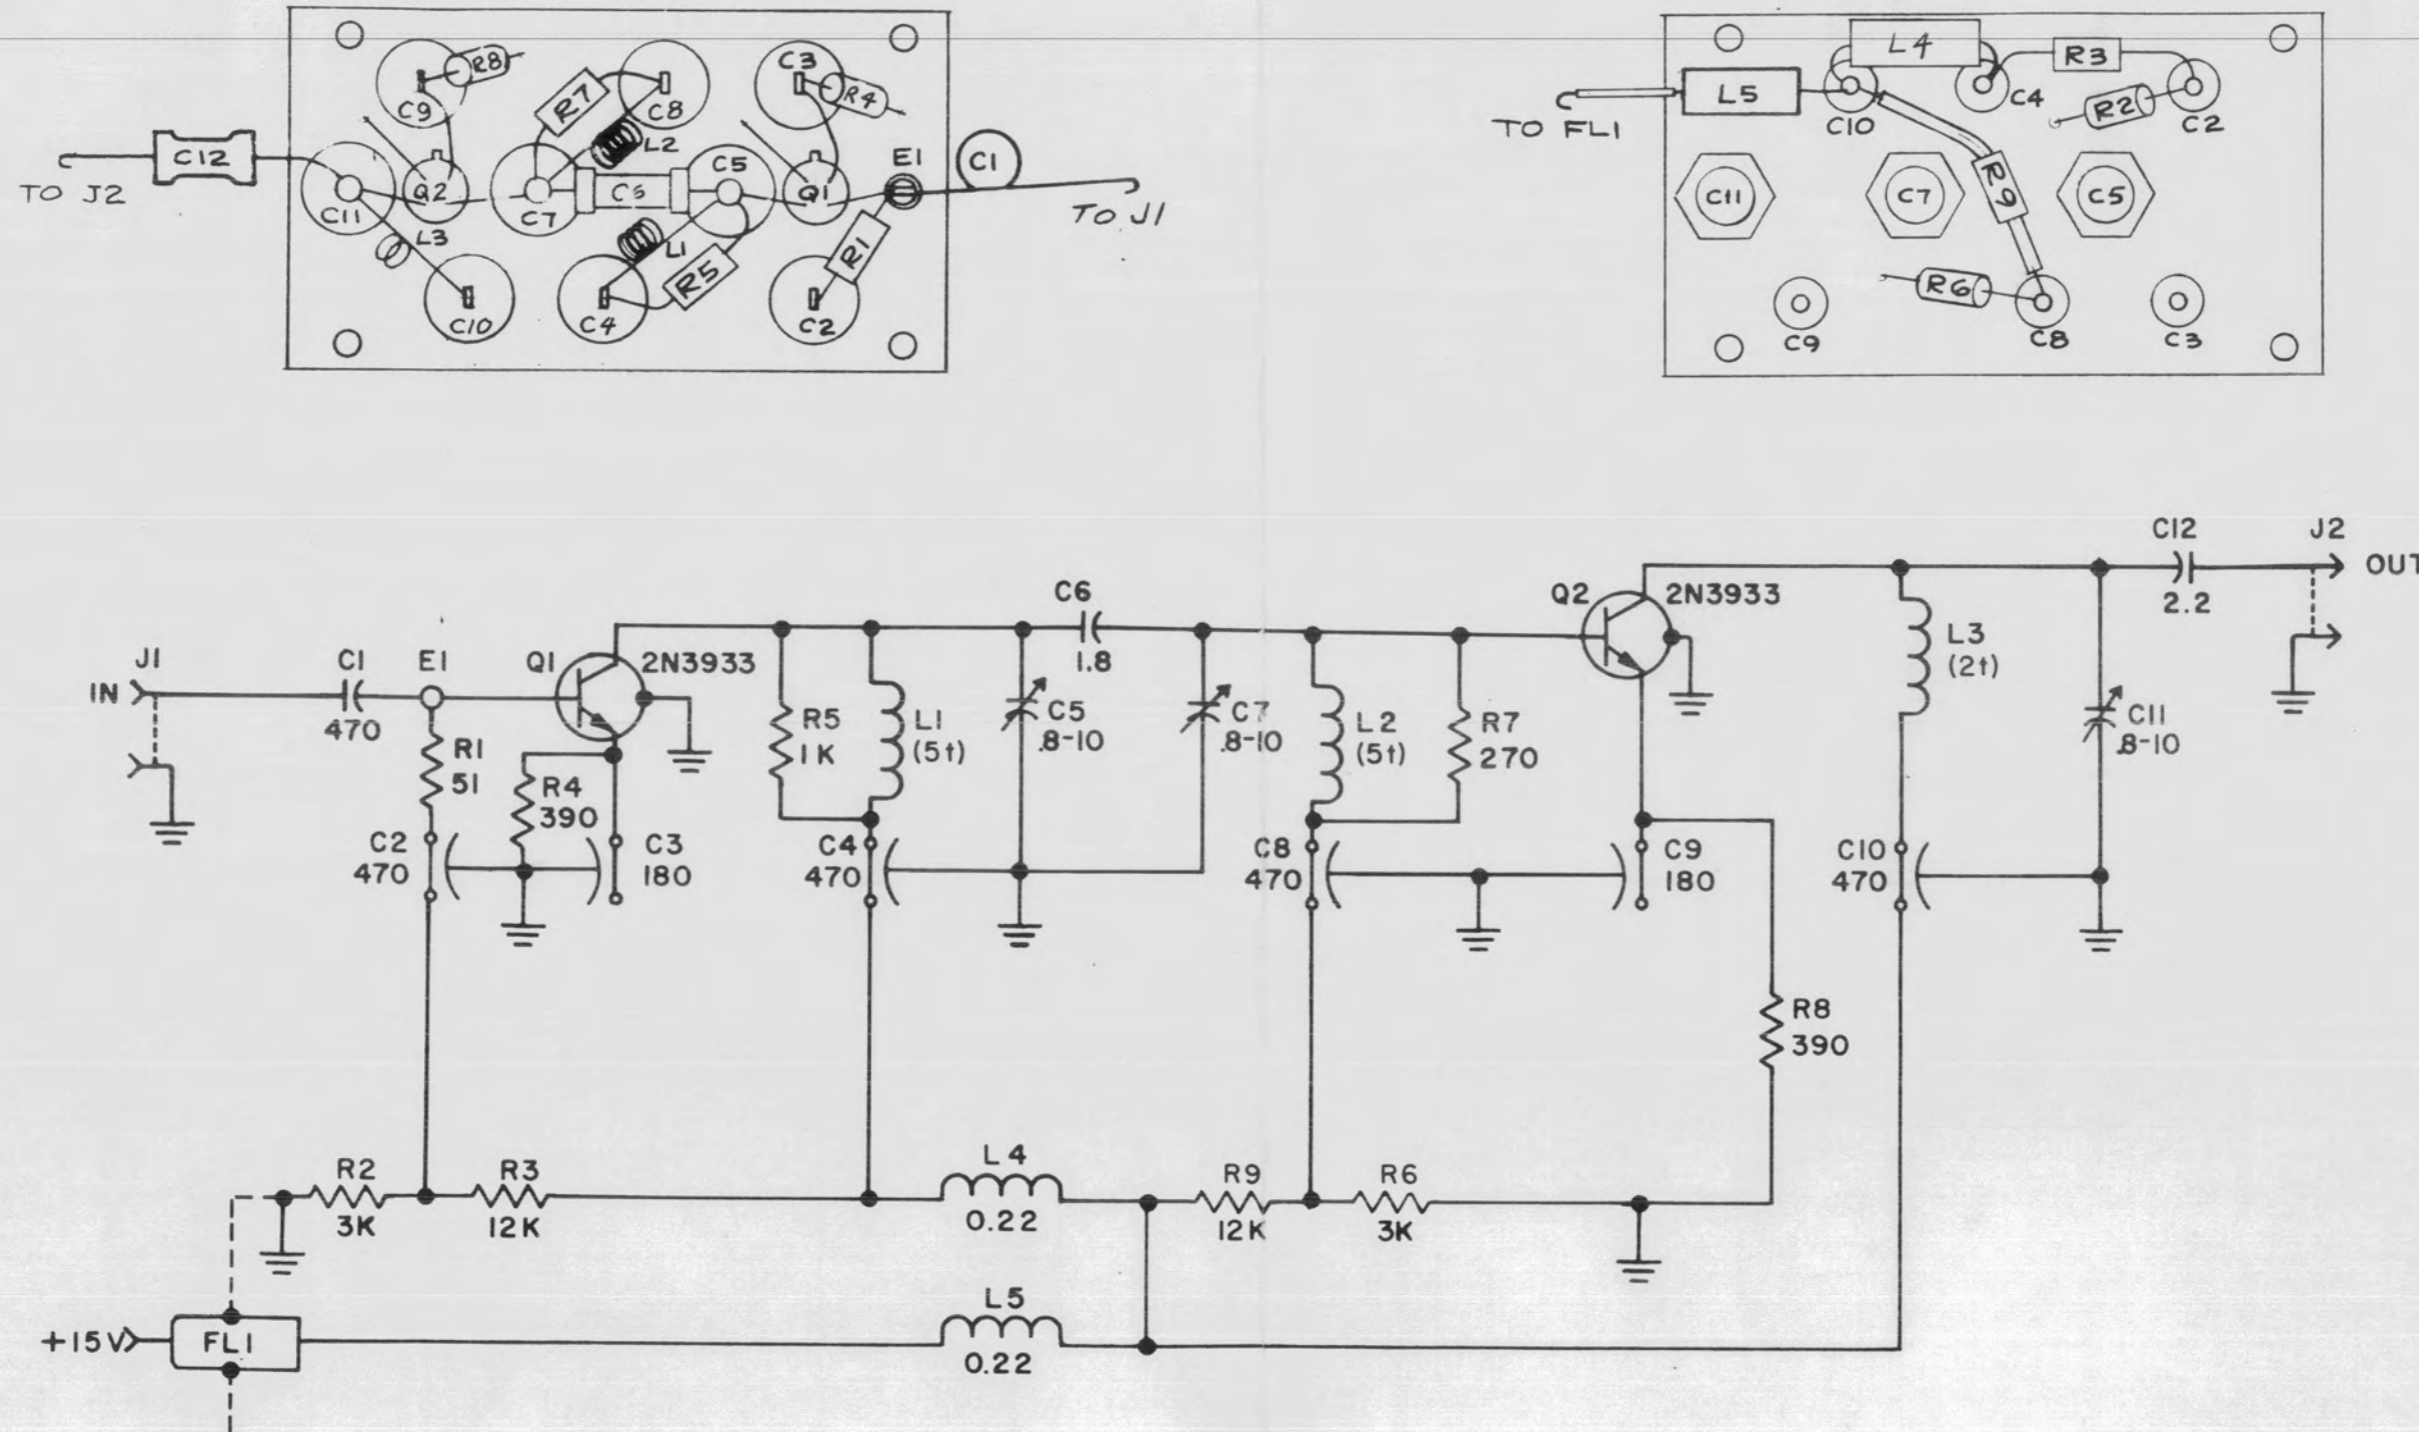 C9
R8
R7
C8
C3
R4
L2
C12
TO J2
C11
Q2
L3
C7
C6
C5
Q1
E1
C1
TO J1
L1
R5
R1
C10
C4
C2
TO FL1
L5
L4
R3
C10
C4
R2
C2
C11
C7
R9
C5
R6
C9
C8
C3
J1
IN
C1
470
E1
R1
51
Q1
2N3933
R4
390
C2
470
C3
180
R5
1K
L1
(5t)
C4
470
C5
.8-10
C6
1.8
C7
.8-10
L2
(5t)
R7
270
C8
470
Q2
2N3933
C9
180
R8
390
L3
(2t)
C10
470
C11
.8-10
C12
2.2
J2
OUT
R2
3K
R3
12K
L4
0.22
R9
12K
R6
3K
+15V
FL1
L5
0.22